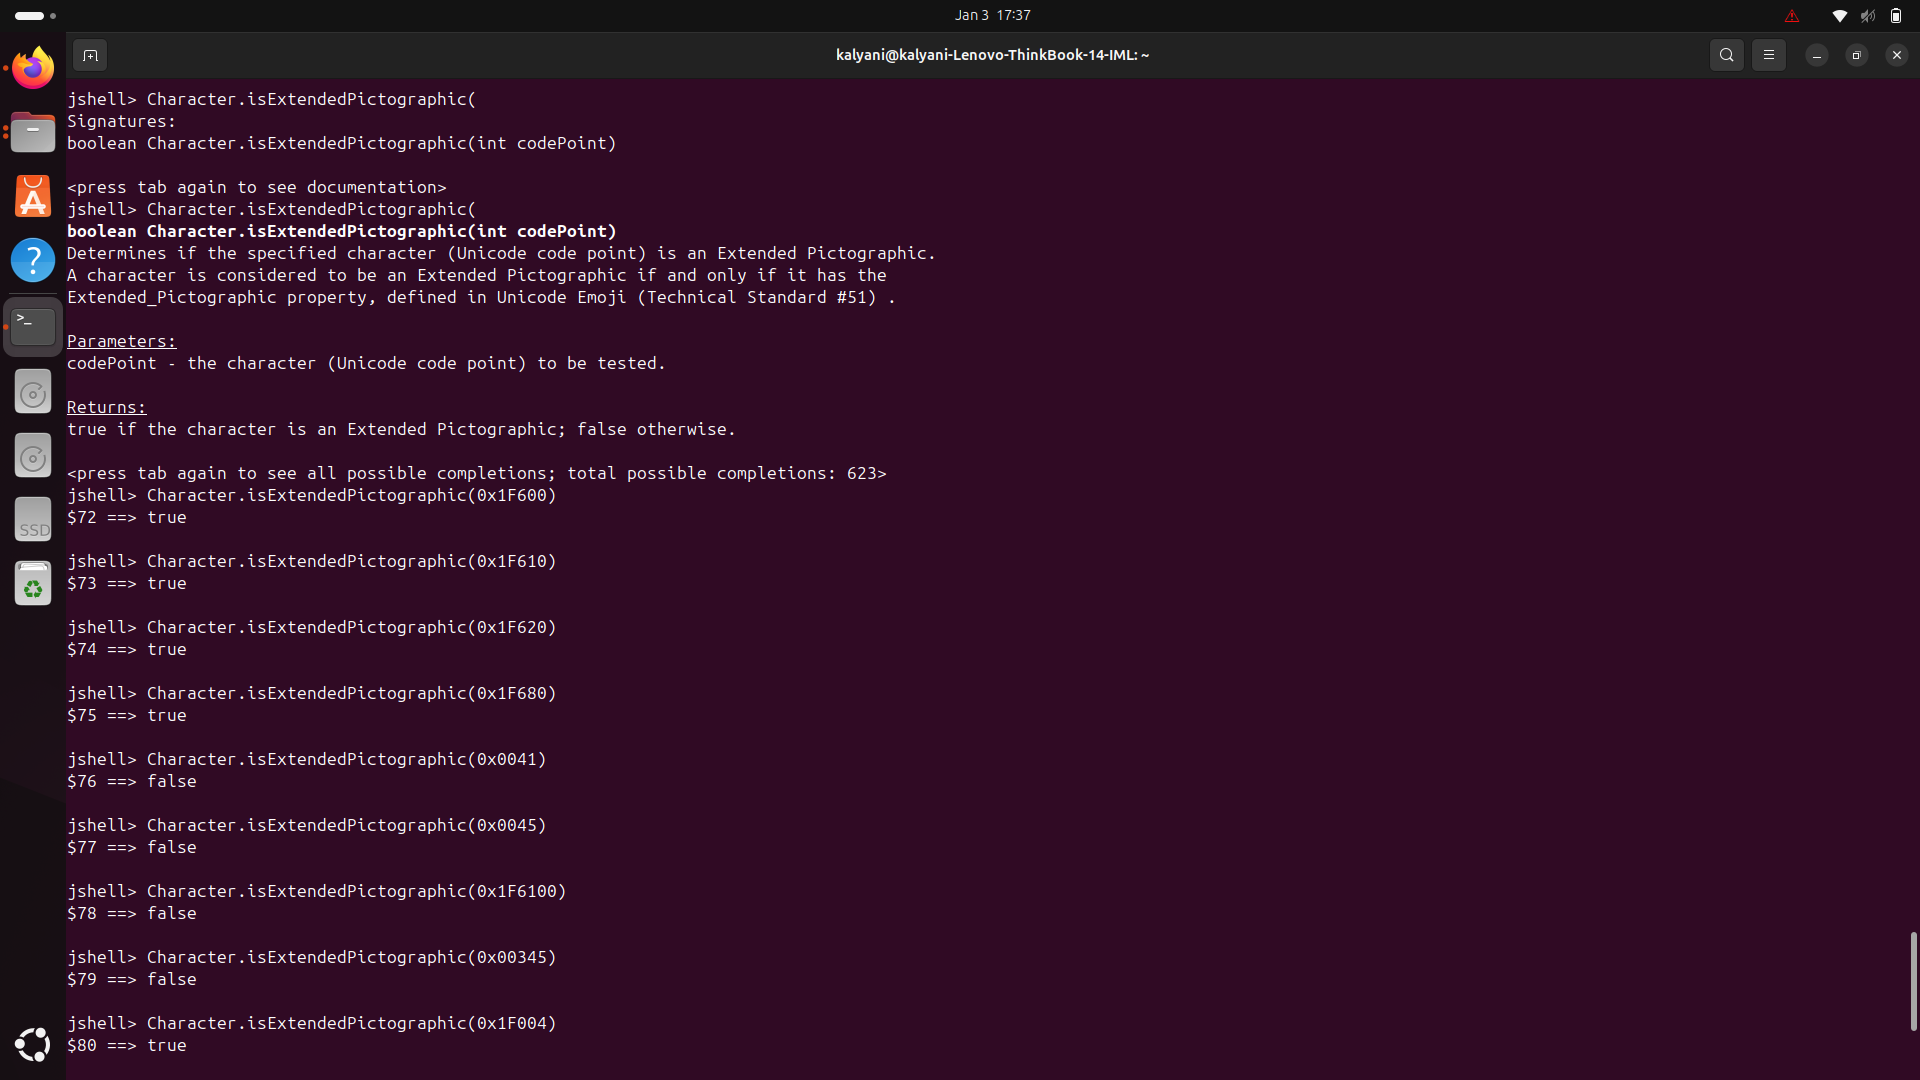 Jan 3 17:37
kalyani@kalyani-Lenovo-ThinkBook-14-IML: ~
jshell> Character.isExtendedPictographic(
Signatures:
boolean Character.isExtendedPictographic(int codePoint)
<press tab again to see documentation>
jshell> Character.isExtendedPictographic(
boolean Character.isExtendedPictographic(int codePoint)
Determines if the specified character (Unicode code point) is an Extended Pictographic.
A character is considered to be an Extended Pictographic if and only if it has the
Extended_Pictographic property, defined in Unicode Emoji (Technical Standard #51) .
Parameters:
codePoint - the character (Unicode code point) to be tested.
Returns:
true if the character is an Extended Pictographic; false otherwise.
<press tab again to see all possible completions; total possible completions: 623>
jshell> Character.isExtendedPictographic(0x1F600)
$72 ==> true
jshell> Character.isExtendedPictographic(0x1F610)
$73 ==> true
jshell> Character.isExtendedPictographic(0x1F620)
$74 ==> true
jshell> Character.isExtendedPictographic(0x1F680)
$75 ==> true
jshell> Character.isExtendedPictographic(0x0041)
$76 ==> false
jshell> Character.isExtendedPictographic(0x0045)
$77 ==> false
jshell> Character.isExtendedPictographic(0x1F6100)
$78 ==> false
jshell> Character.isExtendedPictographic(0x00345)
$79 ==> false
jshell> Character.isExtendedPictographic(0x1F004)
$80 ==> true
>_
SSD